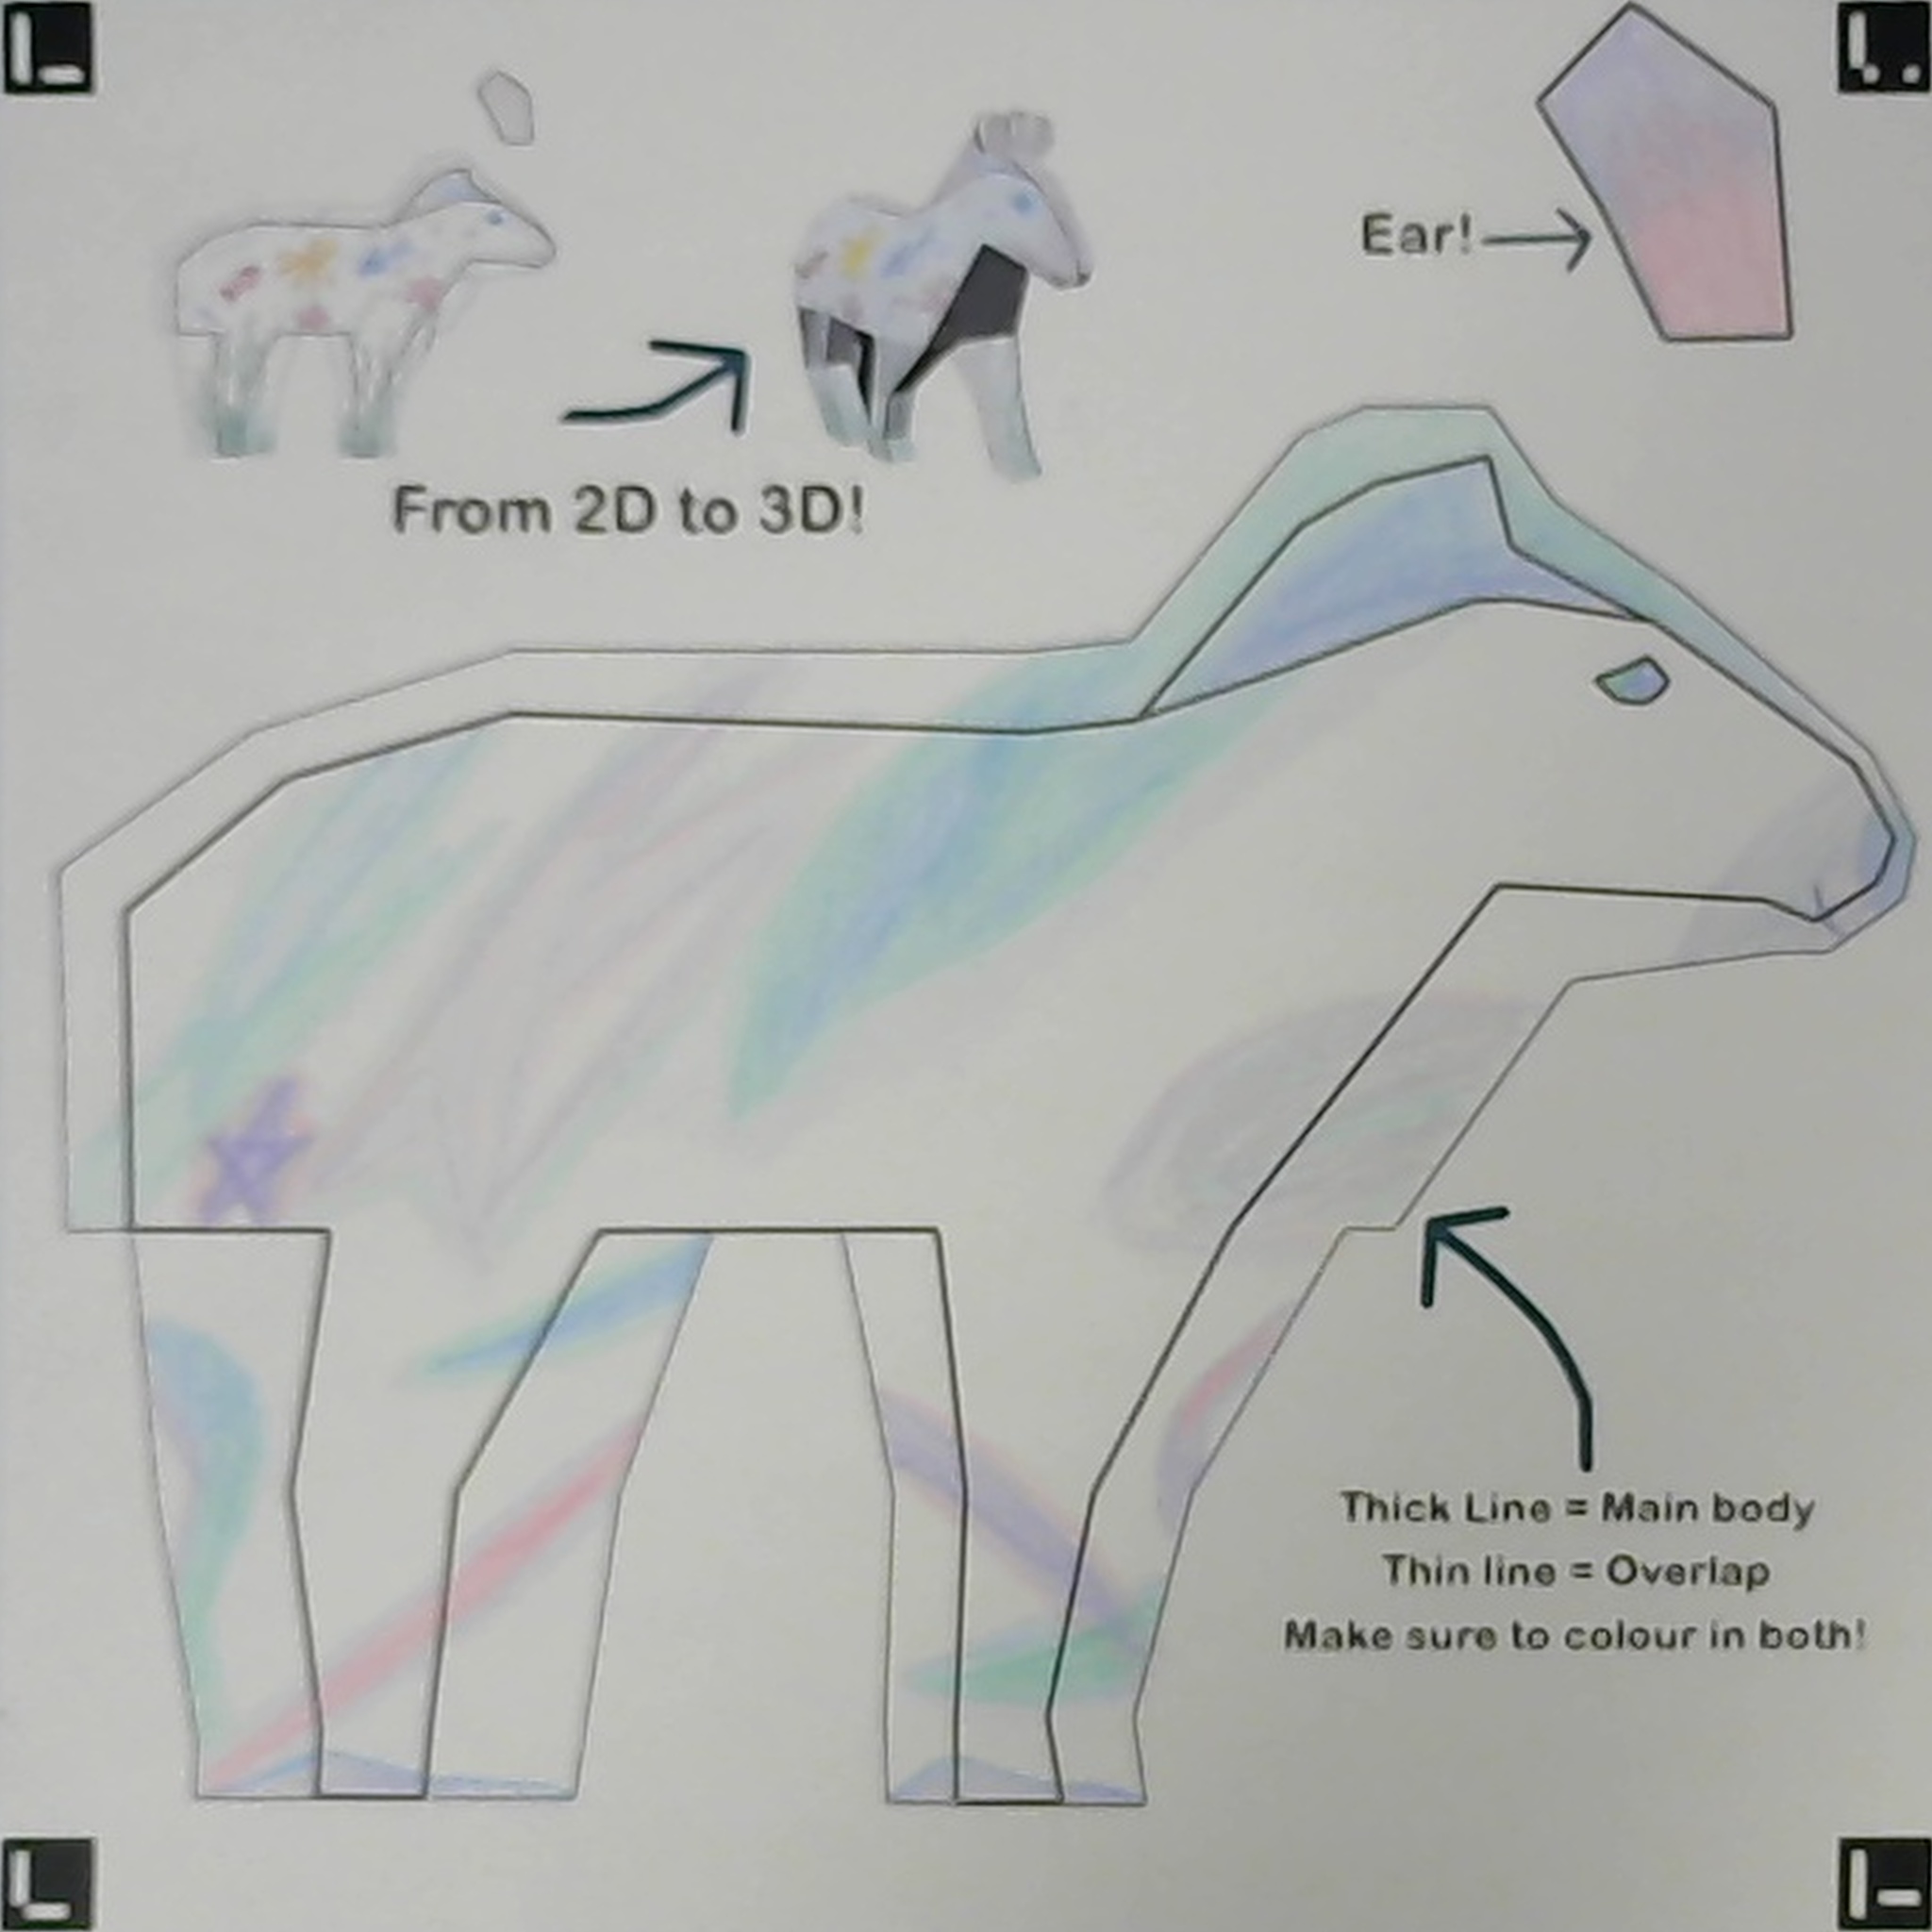 Ear!
From 2D to 3D!
Thick Line = Main body
Thin line = Overlap
Make sure to colour in both!